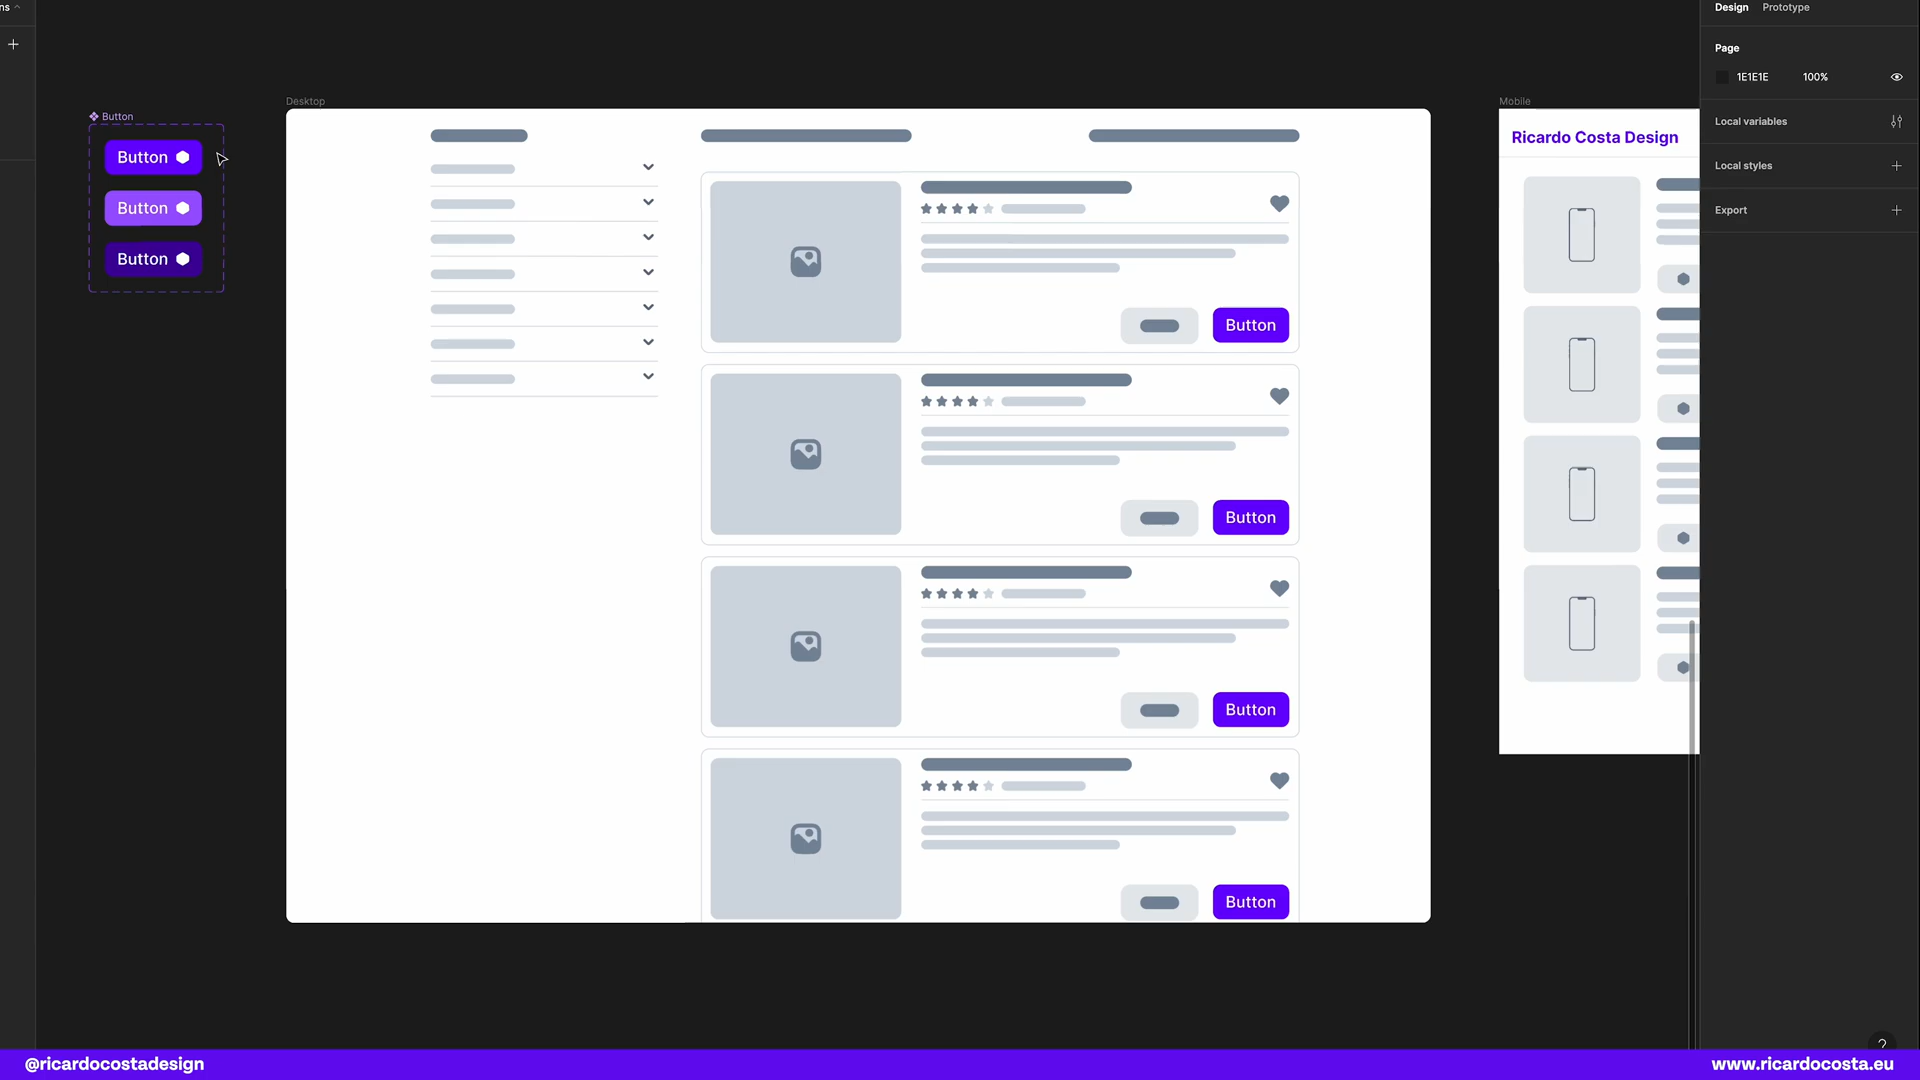 ns
Design Prototype
Page
1E1E1E 100%
Local variables
Local styles
Export
Button
Button
Button
Button
Desktop
Button
Button
Button
Button
Mobile
Ricardo Costa Design
?
@ricardocostadesign
www.ricardocosta.eu